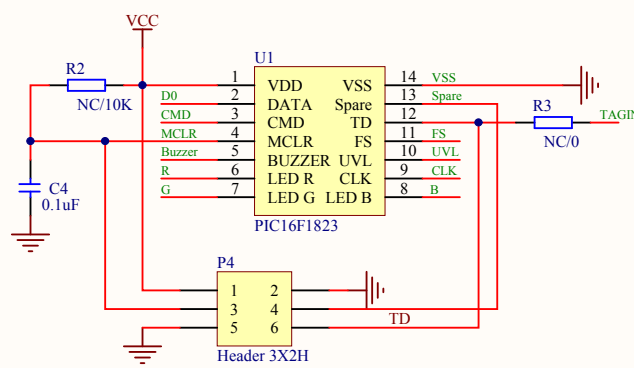 VCC
R2
NC/10K
C4
0.1uF
U1
1 VDD VSS 14 VSS
D0 2 DATA Spare 13 Spare
CMD 3 CMD TD 12
MCLR 4 MCLR FS 11 FS
Buzzer 5 BUZZER UVL 10 UVL
R 6 LED R CLK 9 CLK
G 7 LED G LED B 8 B
PIC16F1823
R3
TAGIN
NC/0
P4
1 2
3 4
5 6
TD
Header 3X2H